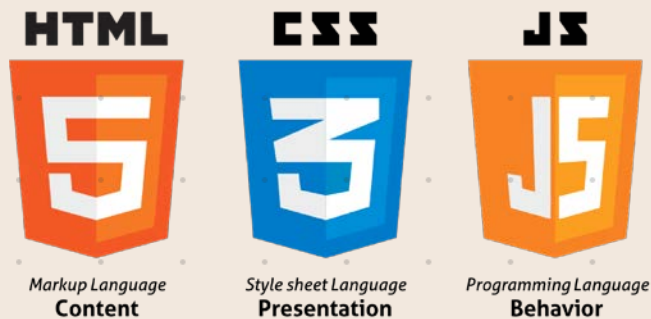 HTML CSS JS
5 3 JS
Markup Language Style sheet Language Programming Language
Content Presentation Behavior